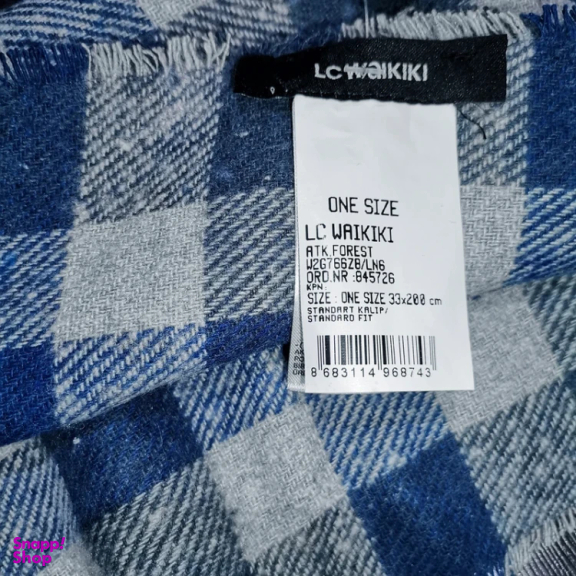 LC WAIKIKI
ONE SIZE
LC WAIKIKI
ATK.FOREST
W2G766Z8/LN6
ORD.NR :845726
KPN:
SIZE : ONE SIZE 33x200 cm
STANDART KALIP/
STANDARD FIT
8 683114 968743
Snapp!
Shop